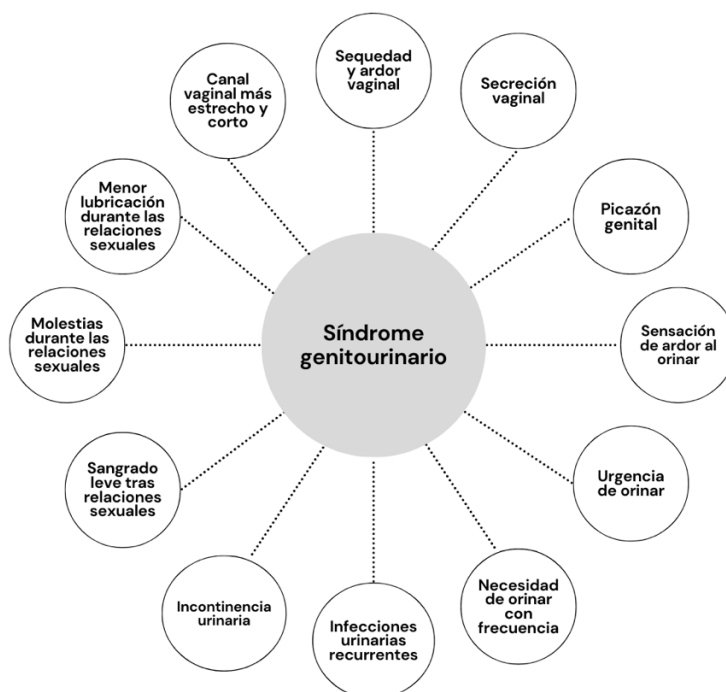 Síndrome
genitourinario
Sequedad
y ardor
vaginal
Secreción
vaginal
Picazón
genital
Sensación
de ardor al
orinar
Urgencia
de orinar
Necesidad
de orinar
con
frecuencia
Infecciones
urinarias
recurrentes
Incontinencia
urinaria
Sangrado
leve tras
relaciones
sexuales
Molestias
durante las
relaciones
sexuales
Menor
lubricación
durante las
relaciones
sexuales
Canal
vaginal más
estrecho y
corto